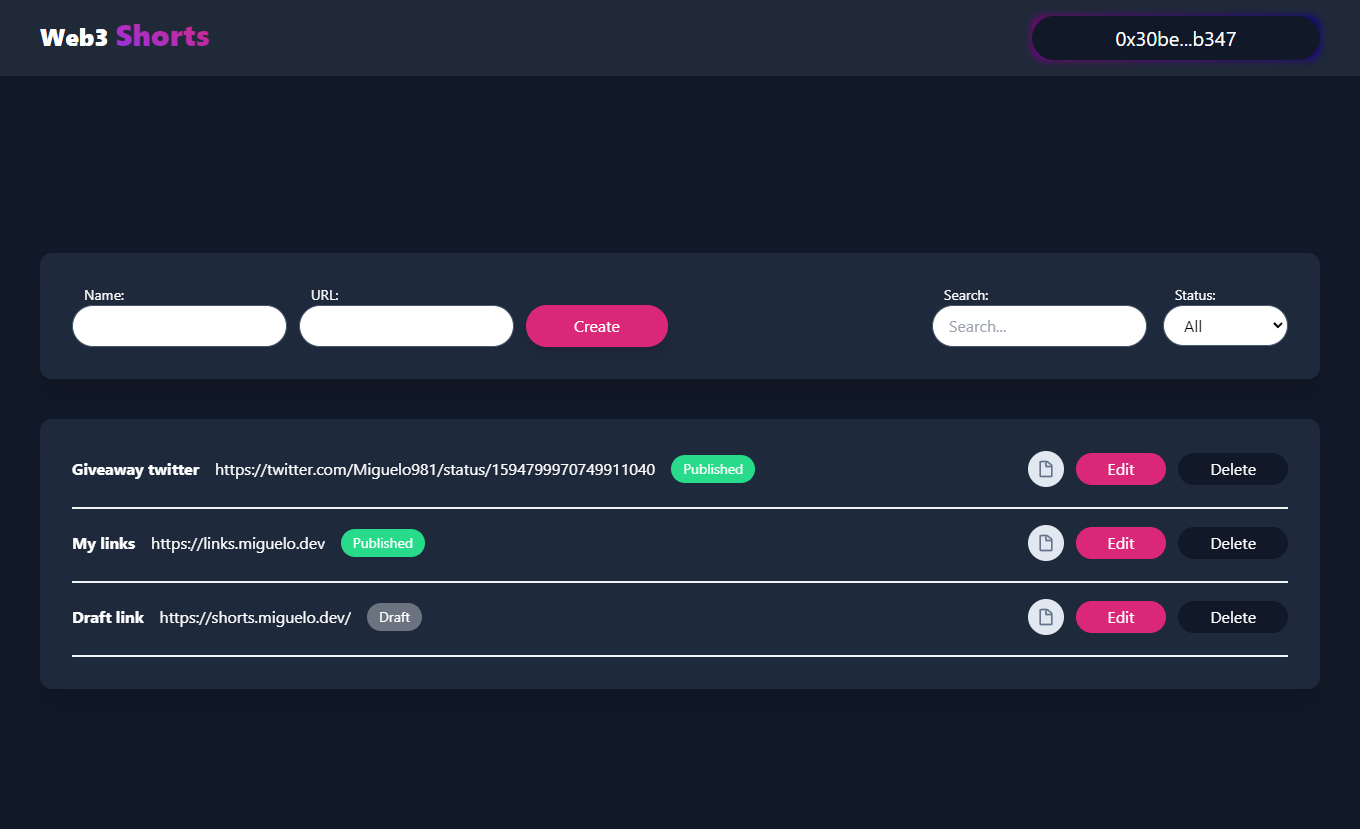 Web3 Shorts
0x30be...b347
Name:
URL:
Create
Search:
Search...
Status:
All
Giveaway twitter https://twitter.com/Miguelo981/status/1594799970749911040 Published Edit Delete
My links https://links.miguelo.dev Published Edit Delete
Draft link https://shorts.miguelo.dev/ Draft Edit Delete